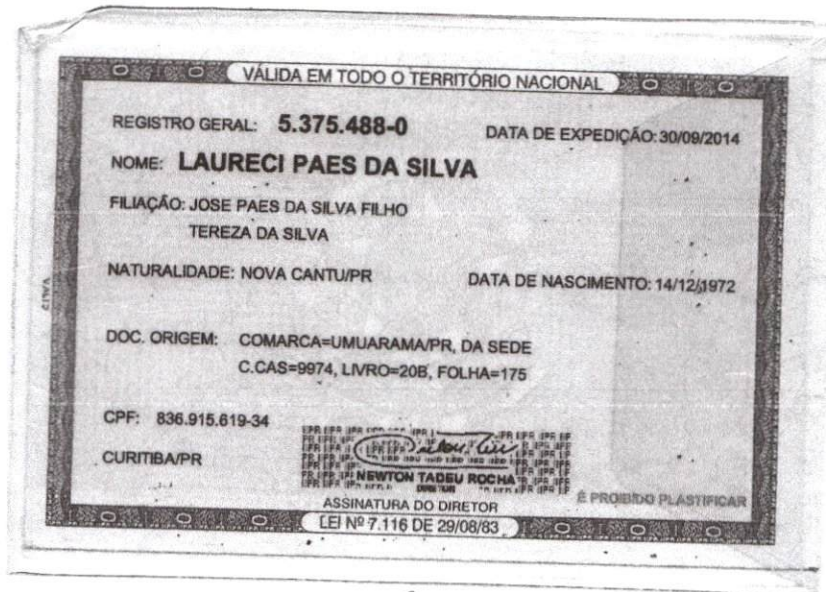 VÁLIDA EM TODO O TERRITÓRIO NACIONAL
REGISTRO GERAL: 5.375.488-0 DATA DE EXPEDIÇÃO: 30/09/2014
NOME: LAURECI PAES DA SILVA
FILIAÇÃO: JOSE PAES DA SILVA FILHO
TEREZA DA SILVA
NATURALIDADE: NOVA CANTU/PR DATA DE NASCIMENTO: 14/12/1972
DOC. ORIGEM: COMARCA=UMUARAMA/PR, DA SEDE
C.CAS=9974, LIVRO=20B, FOLHA=175
CPF: 836.915.619-34
CURITIBA/PR
NEWTON TADEU ROCHA
DIRETOR
ASSINATURA DO DIRETOR
É PROIBIDO PLASTIFICAR
LEI Nº 7.116 DE 29/08/83